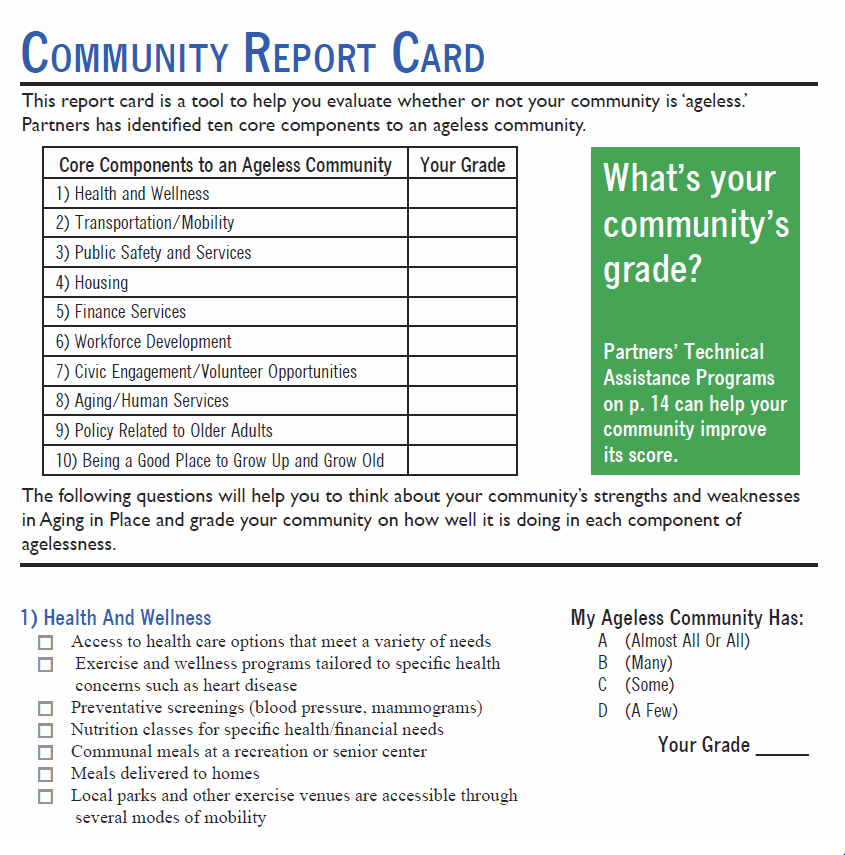 COMMUNITY REPORT CARD
This report card is a tool to help you evaluate whether or not your community is ‘ageless.’
Partners has identified ten core components to an ageless community.
Core Components to an Ageless Community Your Grade
1) Health and Wellness
2) Transportation/Mobility
3) Public Safety and Services
4) Housing
5) Finance Services
6) Workforce Development
7) Civic Engagement/Volunteer Opportunities
8) Aging/Human Services
9) Policy Related to Older Adults
10) Being a Good Place to Grow Up and Grow Old
What’s your
community’s
grade?
Partners’ Technical
Assistance Programs
on p. 14 can help your
community improve
its score.
The following questions will help you to think about your community’s strengths and weaknesses
in Aging in Place and grade your community on how well it is doing in each component of
agelessness.
1) Health And Wellness
Access to health care options that meet a variety of needs
Exercise and wellness programs tailored to specific health
concerns such as heart disease
Preventative screenings (blood pressure, mammograms)
Nutrition classes for specific health/financial needs
Communal meals at a recreation or senior center
Meals delivered to homes
Local parks and other exercise venues are accessible through
several modes of mobility
My Ageless Community Has:
A (Almost All Or All)
B (Many)
C (Some)
D (A Few)
Your Grade _____